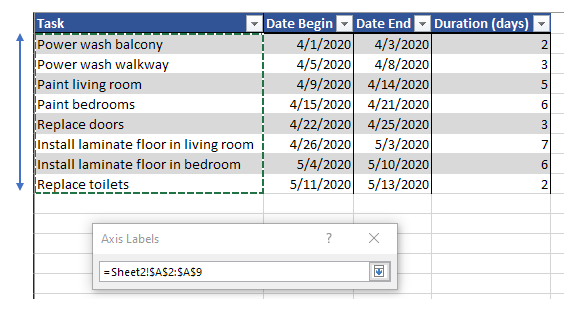 Task Date Begin Date End Duration (days)
Power wash balcony 4/1/2020 4/3/2020 2
Power wash walkway 4/5/2020 4/8/2020 3
Paint living room 4/9/2020 4/14/2020 5
Paint bedrooms 4/15/2020 4/21/2020 6
Replace doors 4/22/2020 4/25/2020 3
Install laminate floor in living room 4/26/2020 5/3/2020 7
Install laminate floor in bedroom 5/4/2020 5/10/2020 6
Replace toilets 5/11/2020 5/13/2020 2
Axis Labels ? ×
=Sheet2!$A$2:$A$9